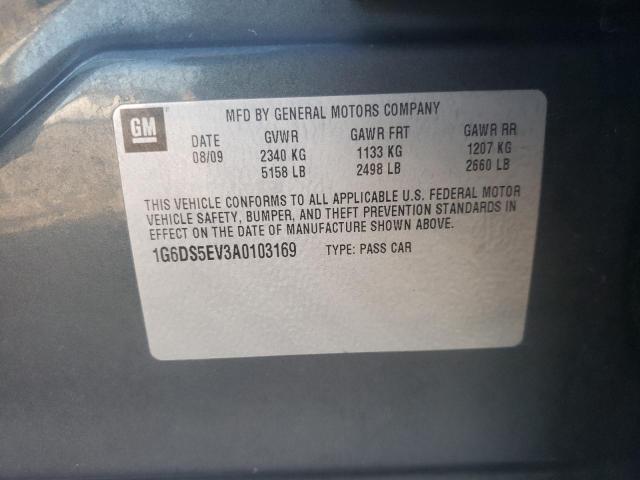 GM
MFD BY GENERAL MOTORS COMPANY
DATE GVWR GAWR FRT GAWR RR
08/09 2340 KG 1133 KG 1207 KG
5158 LB 2498 LB 2660 LB
THIS VEHICLE CONFORMS TO ALL APPLICABLE U.S. FEDERAL MOTOR
VEHICLE SAFETY, BUMPER, AND THEFT PREVENTION STANDARDS IN
EFFECT ON THE DATE OF MANUFACTURE SHOWN ABOVE.
1G6DS5EV3A0103169 TYPE: PASS CAR